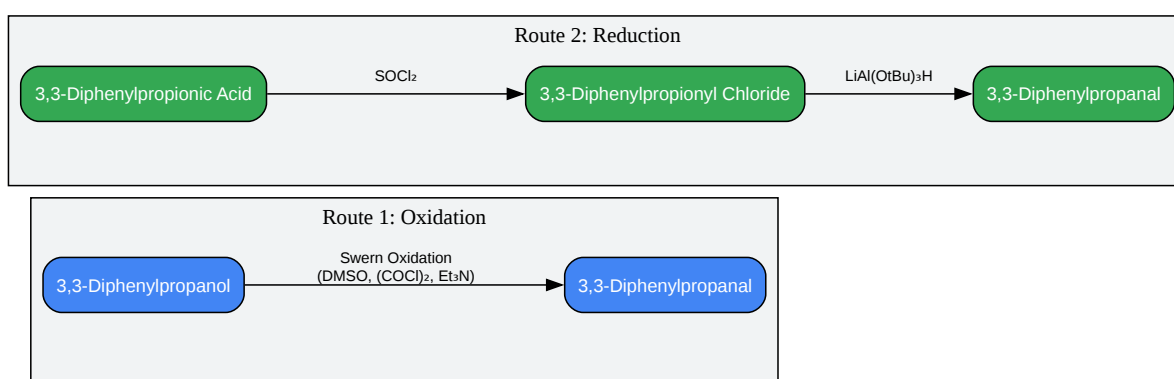 Route 2: Reduction
3,3-Diphenylpropionic Acid
SOCl₂
3,3-Diphenylpropionyl Chloride
LiAl(OtBu)₃H
3,3-Diphenylpropanal
Route 1: Oxidation
3,3-Diphenylpropanol
Swern Oxidation
(DMSO, (COCl)₂, Et₃N)
3,3-Diphenylpropanal